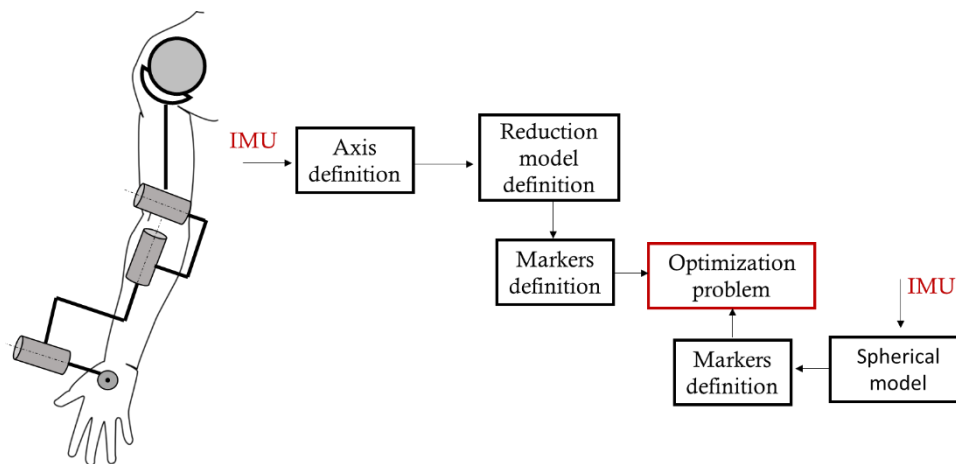 IMU
Axis
definition
Reduction
model
definition
Markers
definition
Optimization
problem
IMU
Markers
definition
Spherical
model